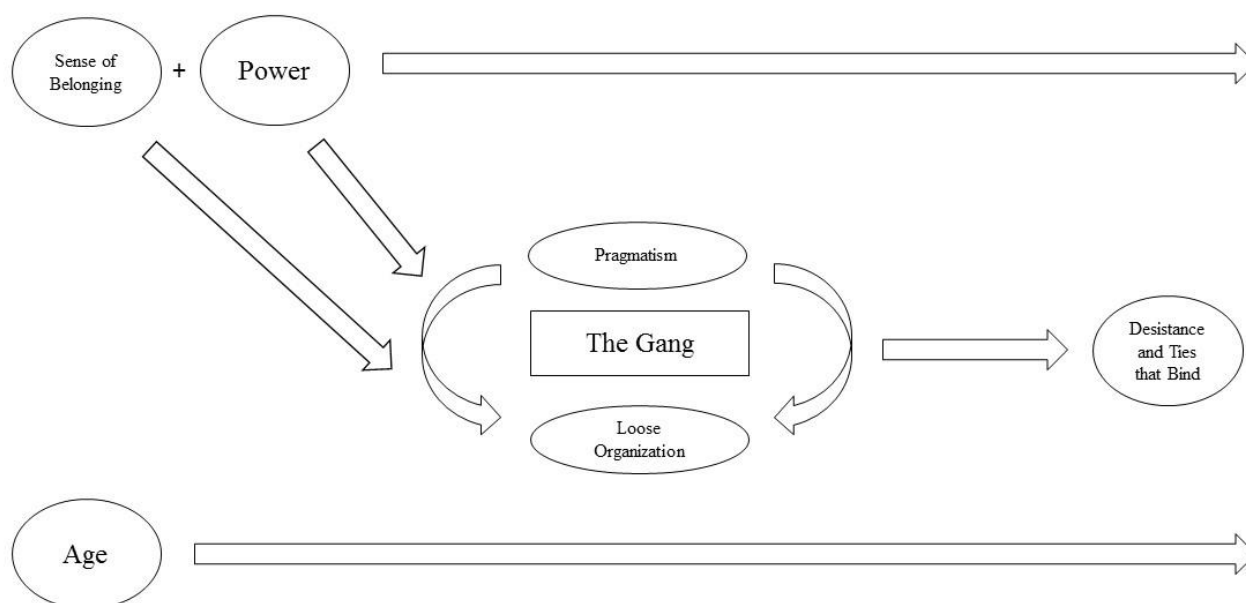 Sense of
Belonging
+
Power
Pragmatism
The Gang
Loose
Organization
Desistance
and Ties
that Bind
Age